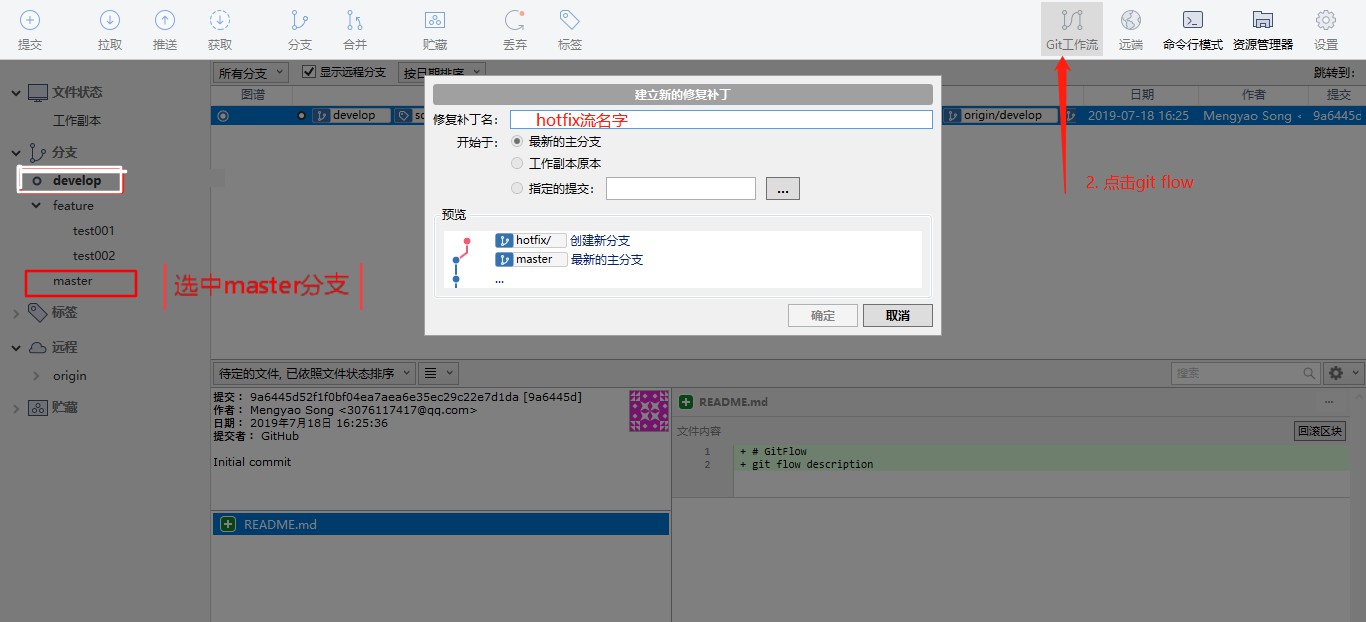 提交 拉取 推送 获取 分支 合并 贮藏 丢弃 标签 Git工作流 远端 命令行模式 资源管理器 设置
所有分支 显示远程分支 按日期排序 跳转到:
图谱 日期 作者 提交
develop origin/develop 2019-07-18 16:25 Mengyao Song < 9a6445d
文件状态
工作副本
分支
develop
feature
test001
test002
master
标签
远程
origin
贮藏
选中master分支
2. 点击git flow
建立新的修复补丁
修复补丁名: hotfix流名字
开始于: 最新的主分支
工作副本原本
指定的提交: ...
预览
hotfix/ 创建新分支
master 最新的主分支
...
确定 取消
待定的文件, 已依照文件状态排序 搜索
提交: 9a6445d52f1f0bf04ea7aea6e35ec29c22e7d1da [9a6445d]
作者: Mengyao Song <3076117417@qq.com>
日期: 2019年7月18日 16:25:36
提交者: GitHub
Initial commit
README.md
README.md ...
文件内容 回滚区块
1 + # GitFlow
2 + git flow description